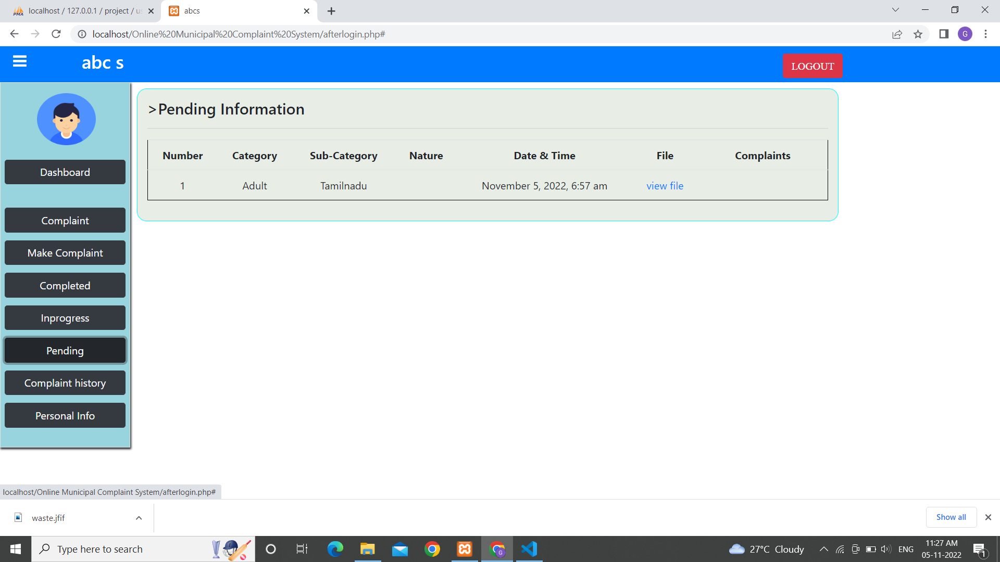 localhost / 127.0.0.1 / project / us
abcs
localhost/Online%20Municipal%20Complaint%20System/afterlogin.php#
G
abc s
LOGOUT
Dashboard
Complaint
Make Complaint
Completed
Inprogress
Pending
Complaint history
Personal Info
>Pending Information
Number Category Sub-Category Nature Date & Time File Complaints
1 Adult Tamilnadu November 5, 2022, 6:57 am view file
localhost/Online Municipal Complaint System/afterlogin.php#
waste.jfif
Show all
Type here to search
G
27°C Cloudy
ENG
11:27 AM
05-11-2022
1